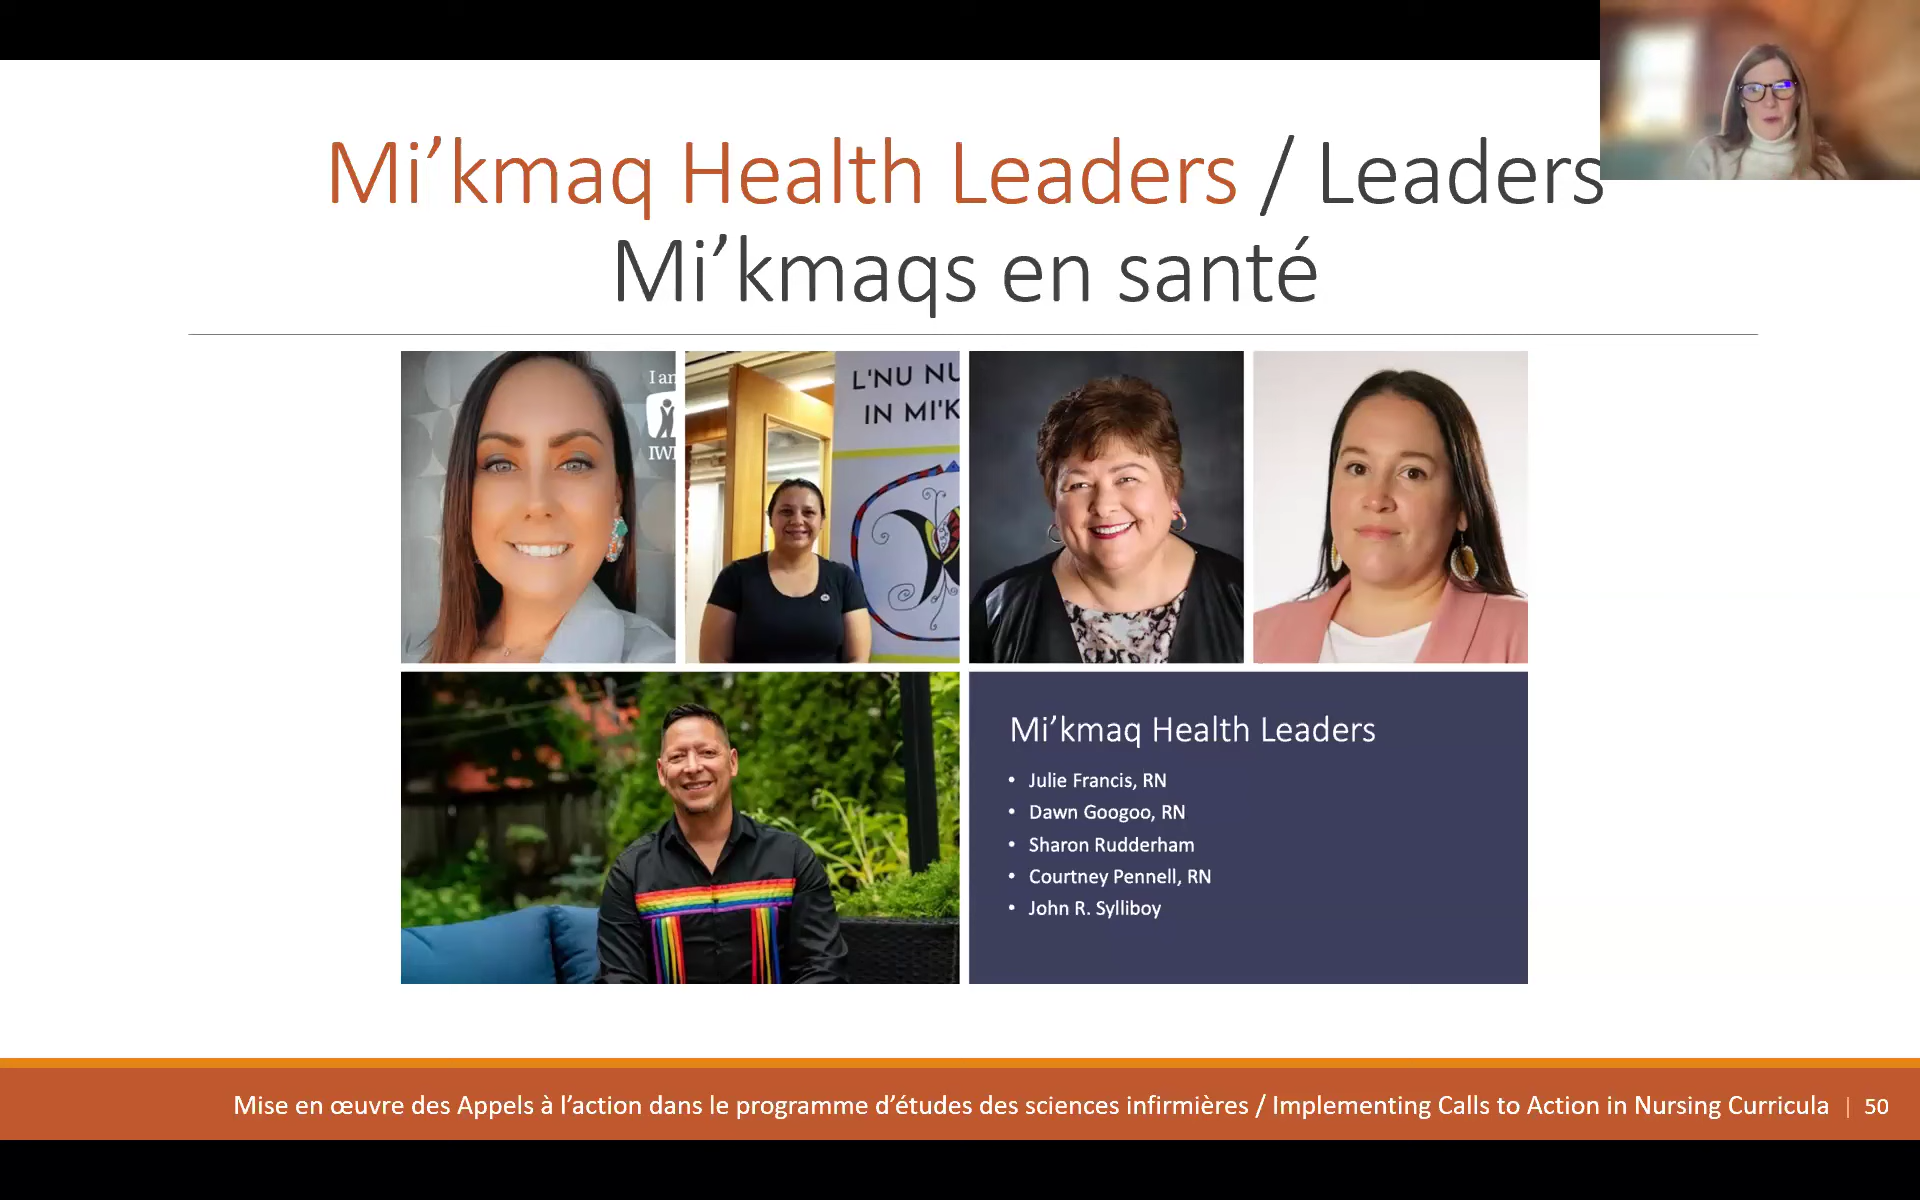 Mi’kmaq Health Leaders / Leaders
Mi’kmaqs en santé
I am
IWK
L'NU NU
IN MI'K
Mi’kmaq Health Leaders
• Julie Francis, RN
• Dawn Googoo, RN
• Sharon Rudderham
• Courtney Pennell, RN
• John R. Sylliboy
Mise en œuvre des Appels à l’action dans le programme d’études des sciences infirmières / Implementing Calls to Action in Nursing Curricula | 50